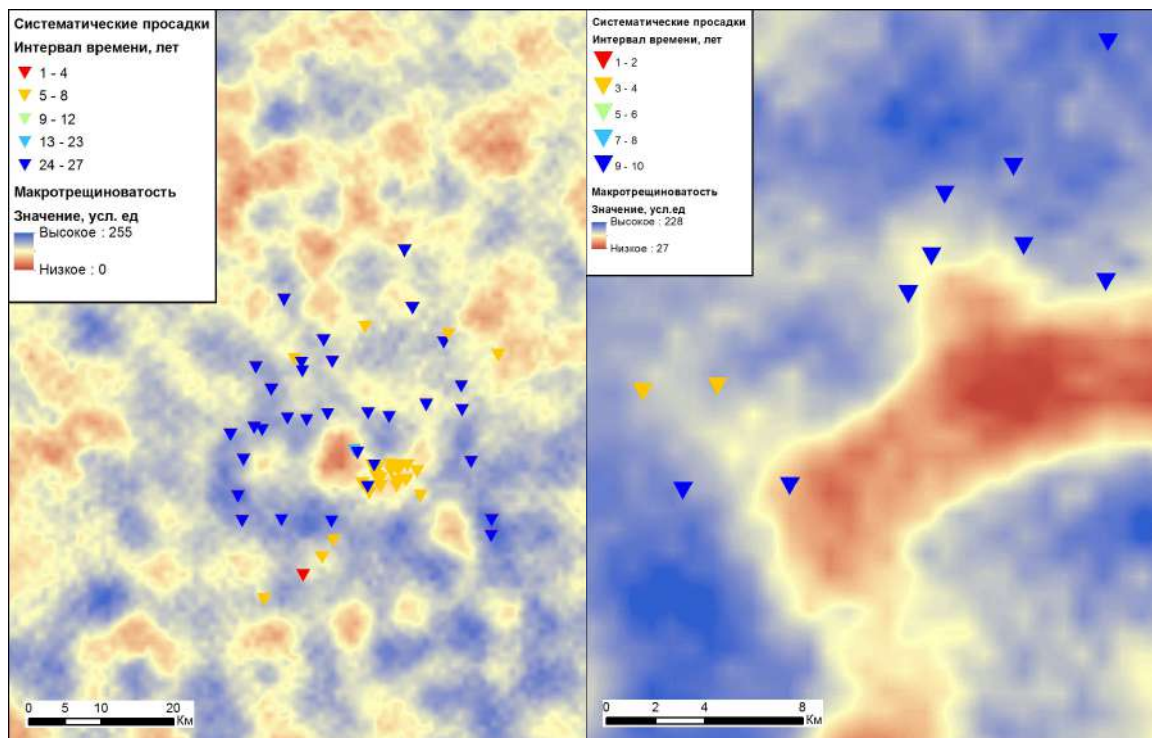 Систематические просадки
Интервал времени, лет
1 - 4
5 - 8
9 - 12
13 - 23
24 - 27
Макротрещиноватость
Значение, усл. ед
Высокое : 255
Низкое : 0
0 5 10 20
Км
Систематические просадки
Интервал времени, лет
1 - 2
3 - 4
5 - 6
7 - 8
9 - 10
Макротрещиноватость
Значение, усл.ед
Высокое : 228
Низкое : 27
0 2 4 8
Км